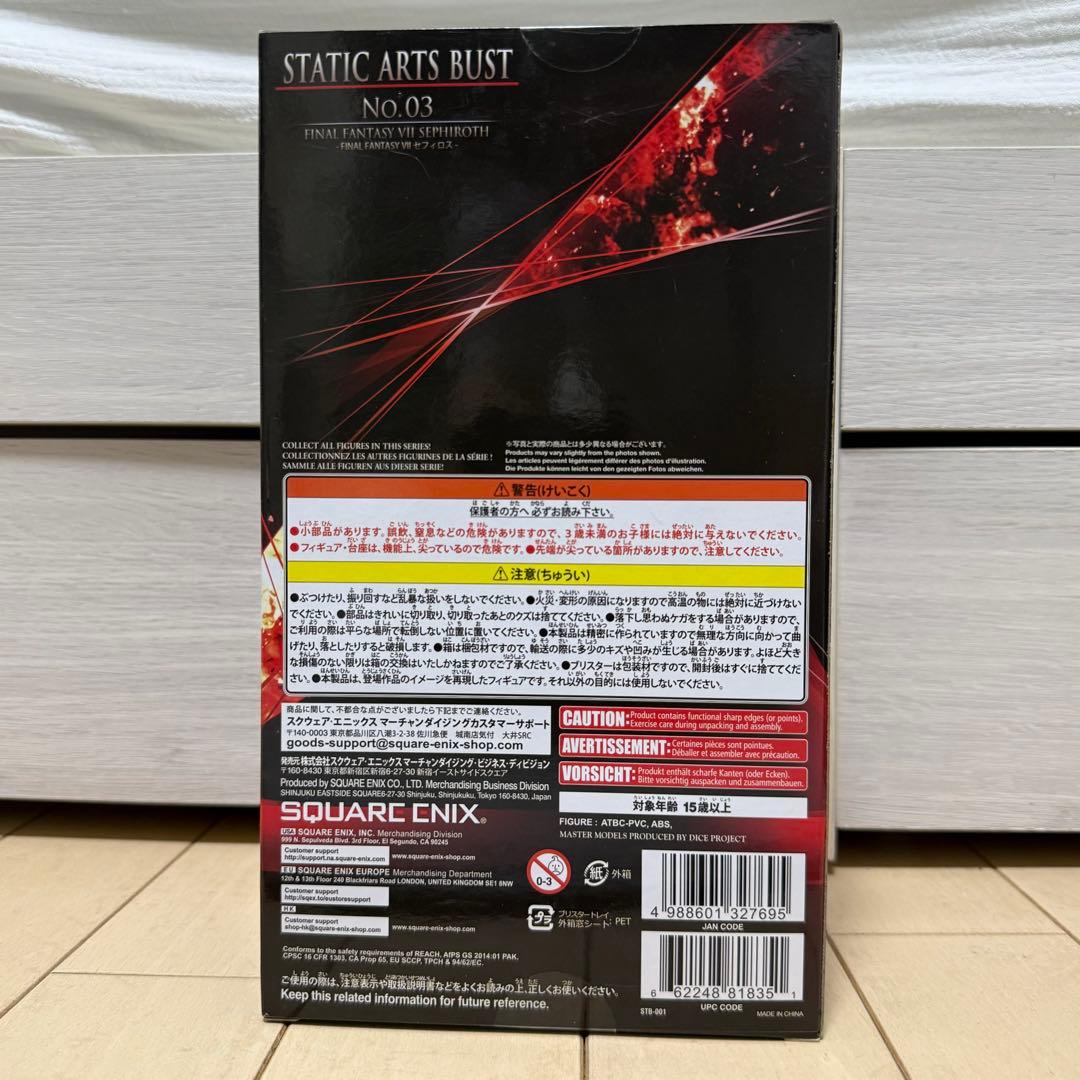 STATIC ARTS BUST
No.03
FINAL FANTASY VII SEPHIROTH
- FINAL FANTASY VII セフィロス -
COLLECT ALL FIGURES IN THIS SERIES!
COLLECTIONNEZ LES AUTRES FIGURINES DE LA SÉRIE !
SAMMLE ALLE FIGUREN AUS DIESER SERIE!
※写真と実際の商品とは多少異なる場合がございます。
Products may vary slightly from the photos shown.
Les articles peuvent légèrement différer des photos d'illustration.
Die Produkte können leicht von den gezeigten Fotos abweichen.
⚠警告(けいこく)
保護者の方へ 必ずお読み下さい。
●小部品があります。誤飲、窒息などの危険がありますので、3歳未満のお子様には絶対に与えないでください。
●フィギュア・台座は、機能上、尖っているので危険です。●先端が尖っている箇所がありますので、注意してください。
⚠注意(ちゅうい)
●ぶつけたり、振り回すなど乱暴な扱いをしないでください。●火災・変形の原因になりますので高温の物には絶対に近づけない
でください。●部品はきれいに切り取り、切り取ったあとのクズは捨ててください。●落下し思わぬケガをする場合がありますので、
ご利用の際は平らな場所で転倒しない位置に置いてください。●本製品は精密に作られていますので無理な方向に向かって曲
げたり、落としたりすると破損します。●箱は梱包材ですので、輸送の際に多少のキズや凹みが生じる場合があります。よほど大き
な損傷のない限りは箱の交換はいたしかねますのでご了承ください。●ブリスターは包装材ですので、開封後はすぐに捨ててくだ
さい。●本製品は、登場作品のイメージを再現したフィギュアです。それ以外の目的には使用しないでください。
商品に関して、不都合な点がございましたら下記までご連絡ください。
スクウェア・エニックス マーチャンダイジングカスタマーサポート
〒140-0003 東京都品川区八潮3-2-38 佐川急便 城南店気付 大井SRC
goods-support@square-enix-shop.com
発売元 株式会社スクウェア・エニックス マーチャンダイジング・ビジネス・ディビジョン
〒160-8430 東京都新宿区新宿6-27-30 新宿イーストサイドスクエア
Produced by SQUARE ENIX CO., LTD. Merchandising Business Division
SHINJUKU EASTSIDE SQUARE6-27-30 Shinjuku, Shinjukuku, Tokyo 160-8430, Japan
SQUARE ENIX®
USA SQUARE ENIX, INC. Merchandising Division
999 N. Sepulveda Blvd. 3rd Floor, El Segundo, CA 90245
Customer support
http://support.na.square-enix.com
www.square-enix-shop.com
EU SQUARE ENIX EUROPE Merchandising Department
12th & 13th Floor 240 Blackfriars Road LONDON, UNITED KINGDOM SE1 8NW
Customer support
http://sqex.to/eustoresupport
HK
Customer support
shop-hk@square-enix-shop.com
www.square-enix-shop.com
Conforms to the safety requirements of REACH, AfPS GS 2014:01 PAK,
CPSC 16 CFR 1303, CA Prop 65, EU SCCP, TPCH & 94/62/EC.
ご使用の際は、注意表示や取扱説明書などをよくお読みの上、正しくお使いください。
Keep this related information for future reference.
CAUTION: Product contains functional sharp edges (or points).
Exercise care during unpacking and assembly.
AVERTISSEMENT: Certaines pièces sont pointues.
Déballer et assembler avec précaution.
VORSICHT: Produkt enthält scharfe Kanten (oder Ecken).
Bitte vorsichtig auspacken und zusammenbauen.
対象年齢 15歳以上
FIGURE : ATBC-PVC, ABS,
MASTER MODELS PRODUCED BY DICE PROJECT
0-3
紙 外箱
プラ ブリスタートレイ,
外箱窓シート: PET
4 988601 327695
JAN CODE
6 62248 81835 1
UPC CODE
STB-001
MADE IN CHINA